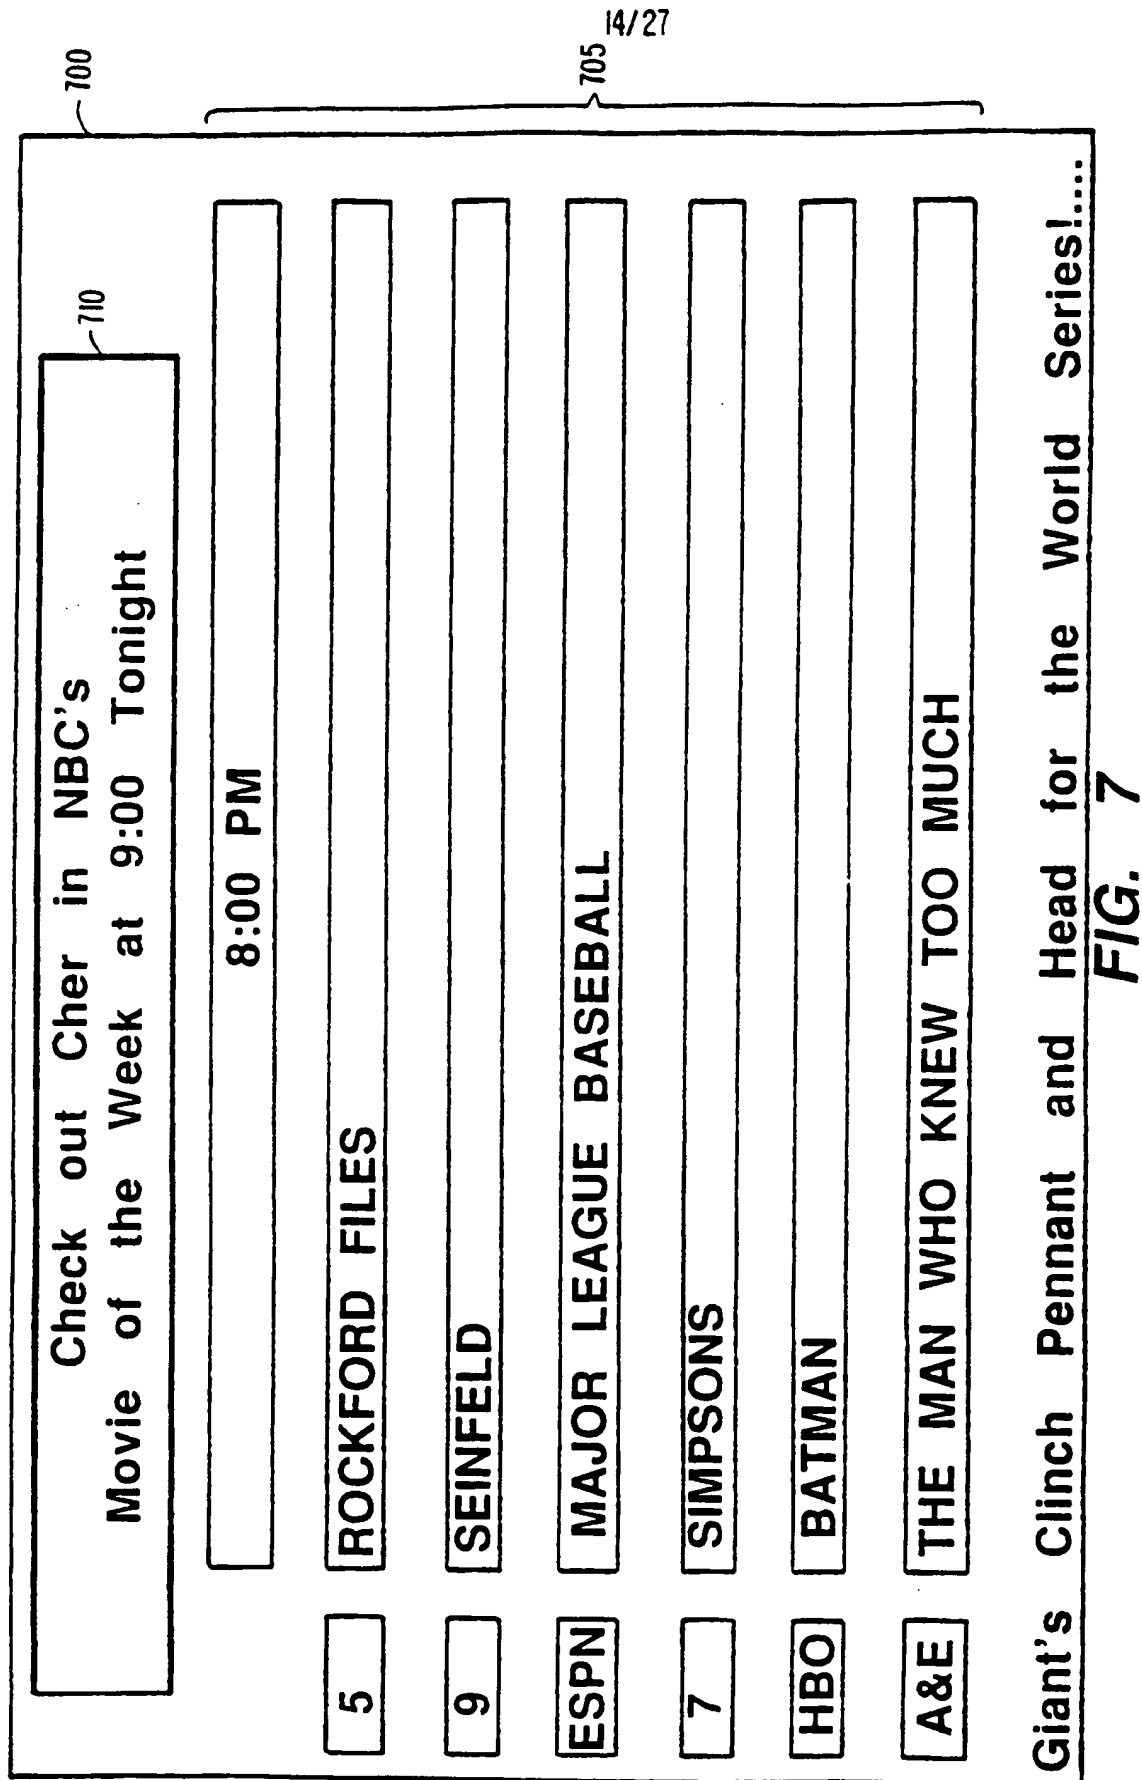 14/27
700
710
Check out Cher in NBC's
Movie of the Week at 9:00 Tonight
705
8:00 PM
5 ROCKFORD FILES
9 SEINFELD
ESPN MAJOR LEAGUE BASEBALL
7 SIMPSONS
HBO BATMAN
A&E THE MAN WHO KNEW TOO MUCH
Giant's Clinch Pennant and Head for the World Series!.....
FIG. 7